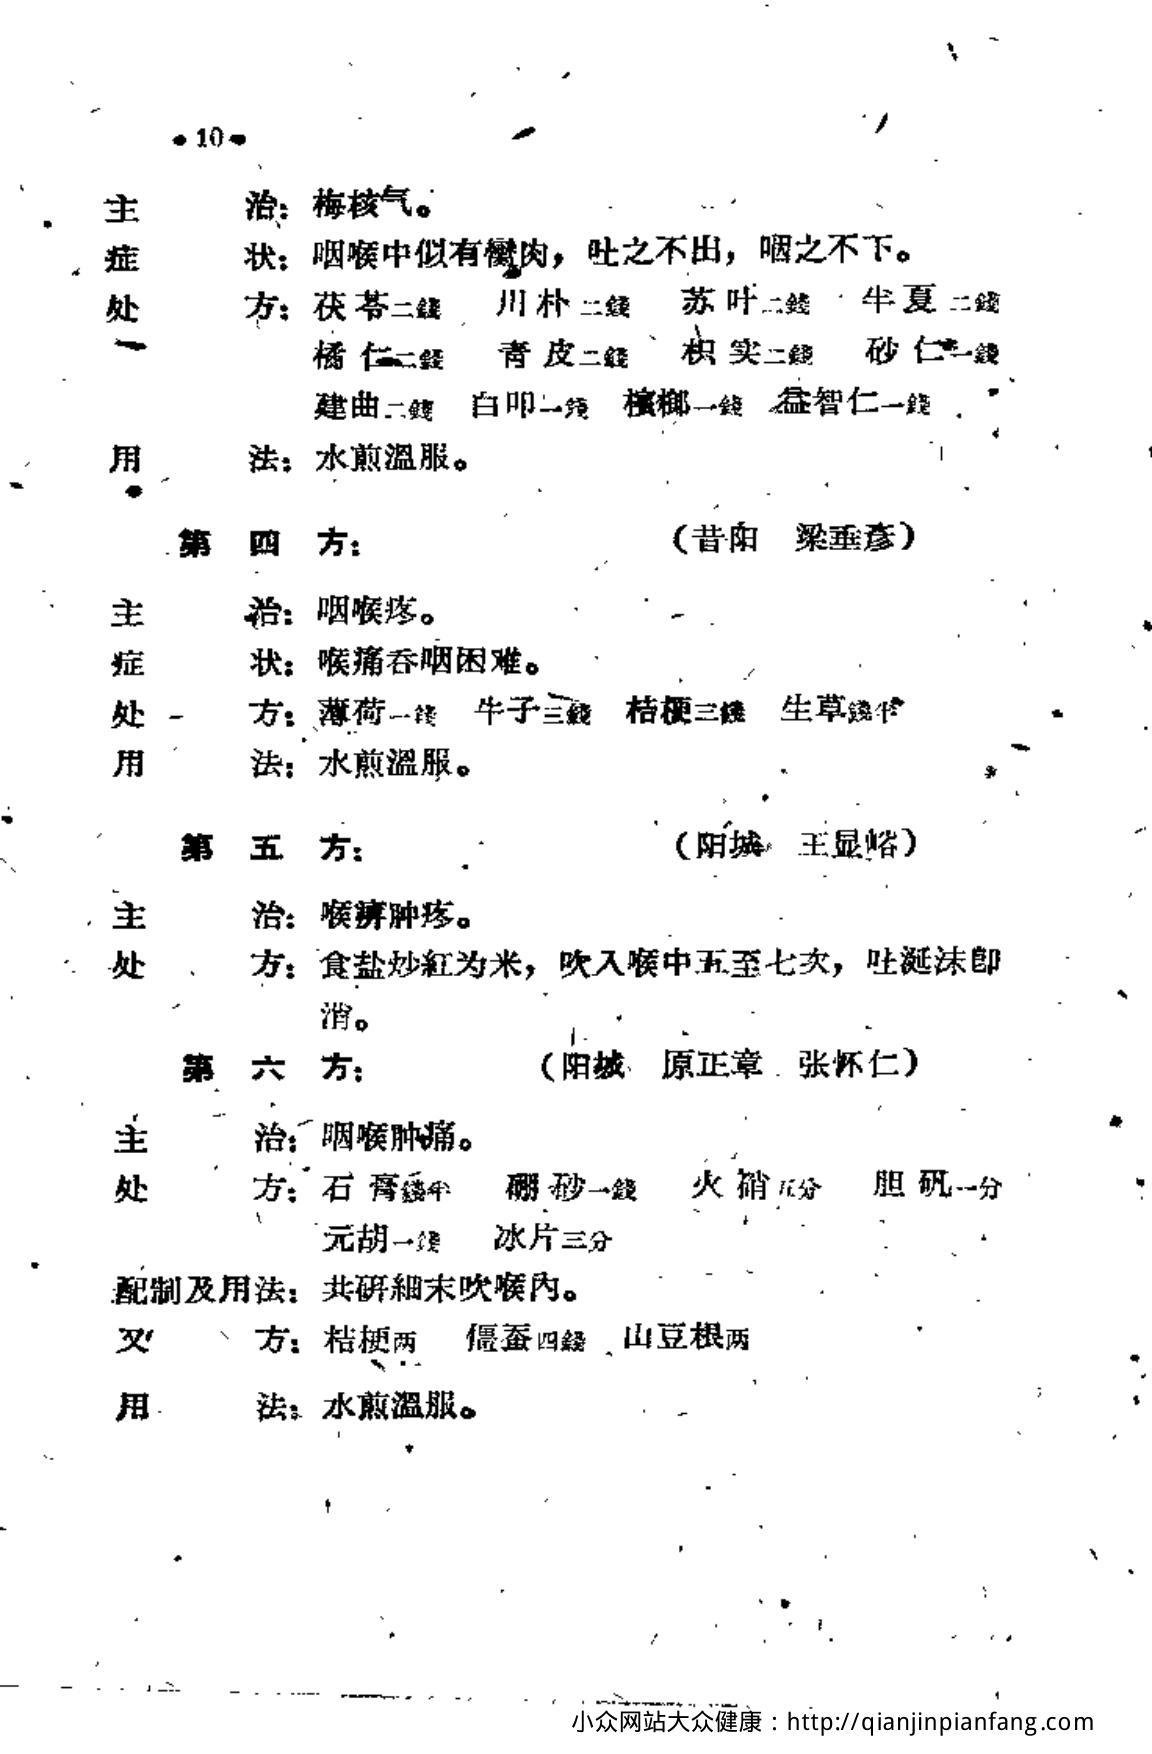 • 10 •
主　治：梅核气。
症　状：咽喉中似有臠肉，吐之不出，咽之不下。
处　方：茯苓二錢　川朴二錢　苏叶二錢　半夏二錢
橘仁二錢　青皮二錢　枳实二錢　砂仁一錢
建曲二錢　白叩一錢　檳榔一錢　益智仁一錢
用　法：水煎溫服。
第四方：　（昔阳　梁垂彦）
主　治：咽喉疼。
症　状：喉痛吞咽困难。
处　方：薄荷一錢　牛子三錢　桔梗三錢　生草錢半
用　法：水煎溫服。
第五方：　（阳城　王显峪）
主　治：喉痹肿疼。
处　方：食盐炒紅为米，吹入喉中五至七次，吐涎沫卽
消。
第六方：　（阳城　原正章　张怀仁）
主　治：咽喉肿痛。
处　方：石膏錢半　硼砂一錢　火硝五分　胆矾一分
元胡一錢　冰片三分
配制及用法：共研細末吹喉內。
又　方：桔梗两　僵蚕四錢　山豆根两
用　法：水煎溫服。
小众网站大众健康：http://qianjinpianfang.com